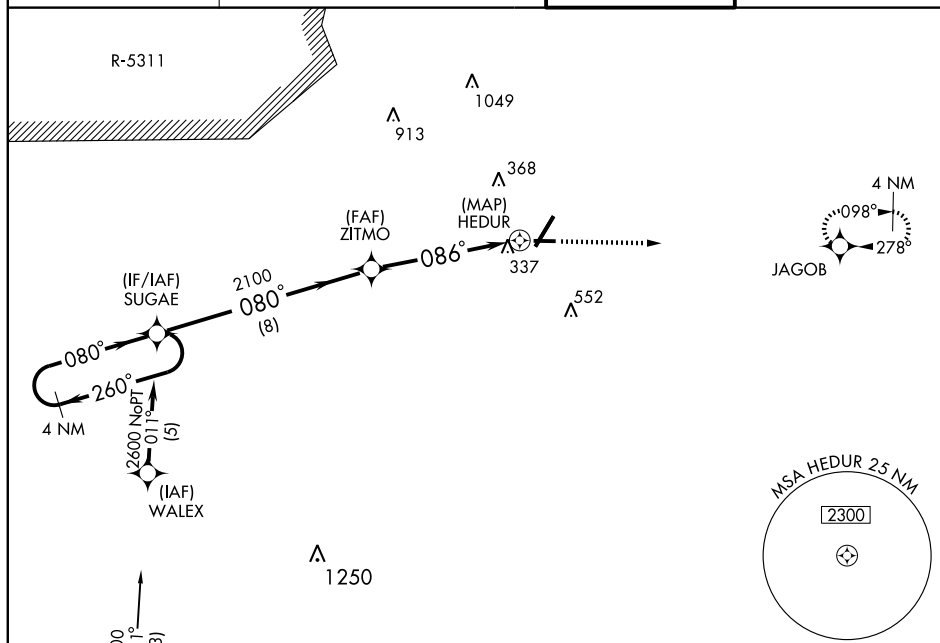 R-5311
1049
913
368
4 NM
098°
278°
JAGOB
(MAP)
HEDUR
337
(FAF)
ZITMO
086°
(IF/IAF)
SUGAE
2100
080°
(8)
552
080°
260°
4 NM
2600 NoPT
011°
(5)
(IAF)
WALEX
1250
MSA HEDUR 25 NM
2300